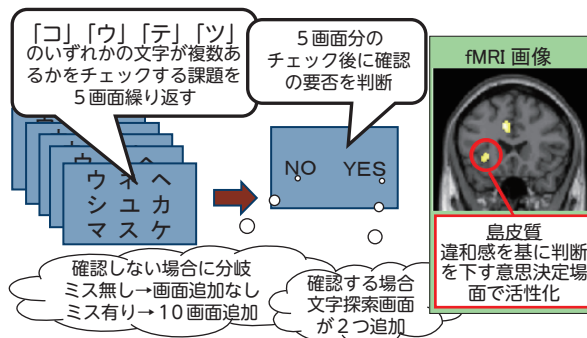 「コ」「ウ」「テ」「ツ」
のいずれかの文字が複数あ
るかをチェックする課題を
５画面繰り返す
５画面分の
チェック後に確認
の要否を判断
fMRI 画像
ウ オ ヘ
シ ユ カ
マ ス ケ
NO YES
島皮質
違和感を基に判断
を下す意思決定場
面で活性化
確認しない場合に分岐
ミス無し→画面追加なし
ミス有り→１０画面追加
確認する場合
文字探索画面
が２つ追加